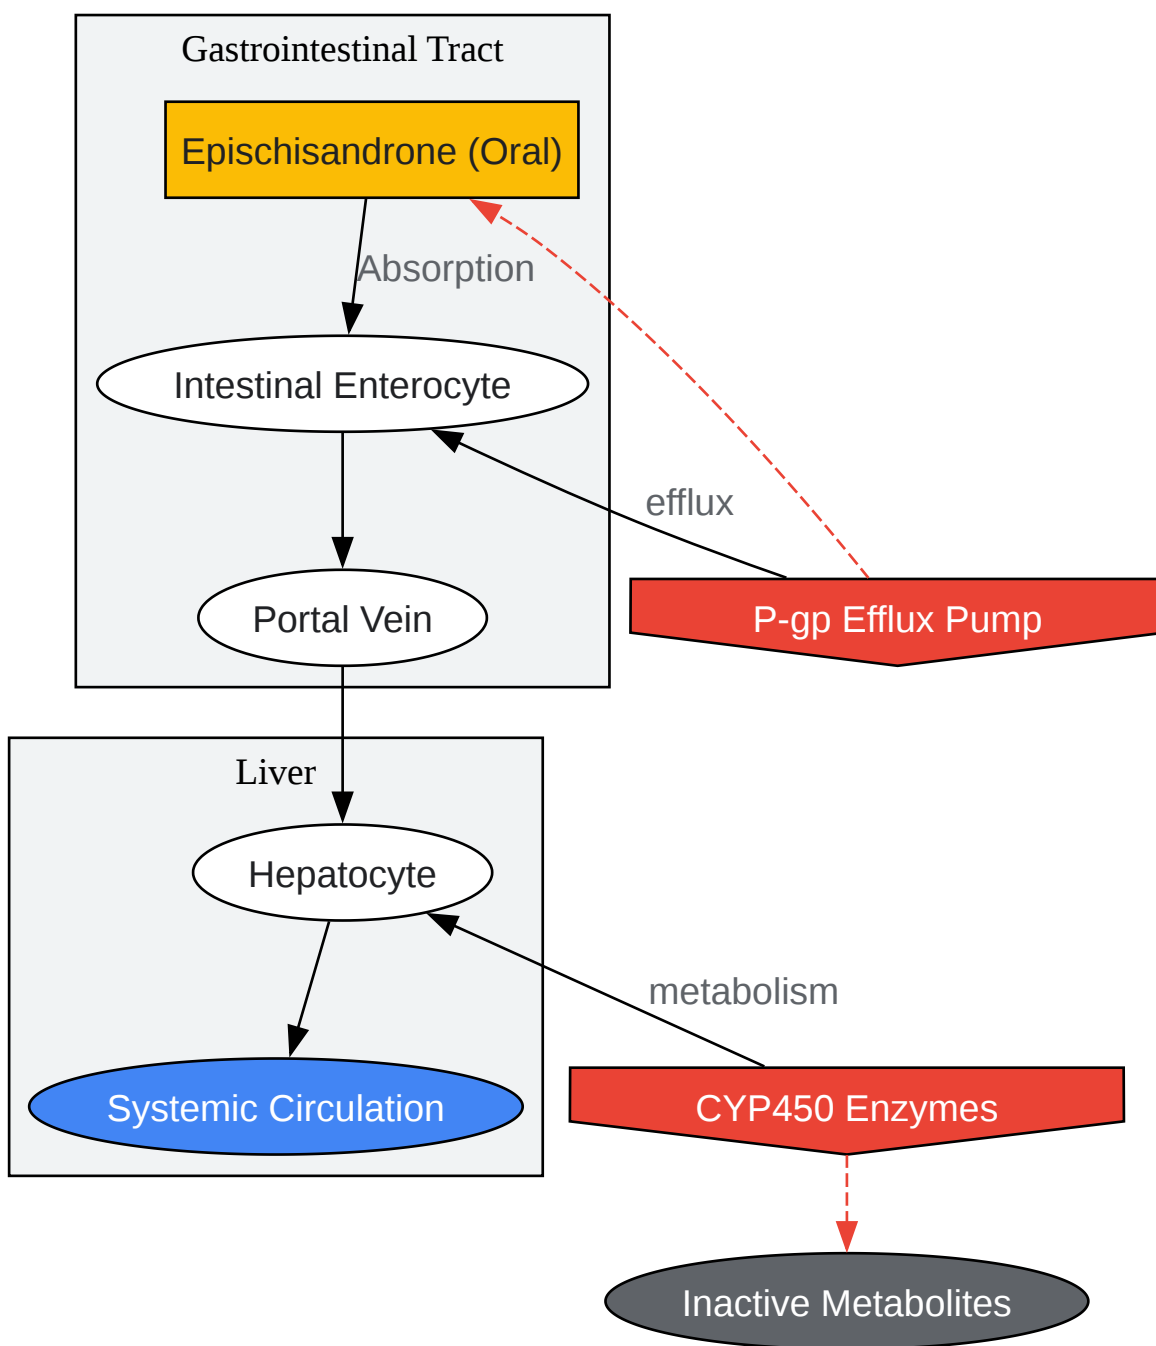 Gastrointestinal Tract
Epischisandrone (Oral)
Absorption
Intestinal Enterocyte
efflux
Portal Vein
P-gp Efflux Pump
Liver
Hepatocyte
metabolism
Systemic Circulation
CYP450 Enzymes
Inactive Metabolites